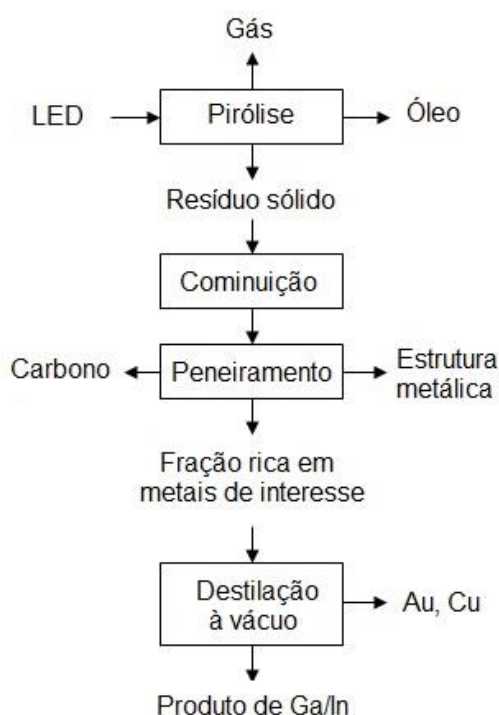 Gás
LED
Pirólise
Óleo
Resíduo sólido
Cominuição
Carbono
Peneiramento
Estrutura
metálica
Fração rica em
metais de interesse
Destilação
à vácuo
Au, Cu
Produto de Ga/In